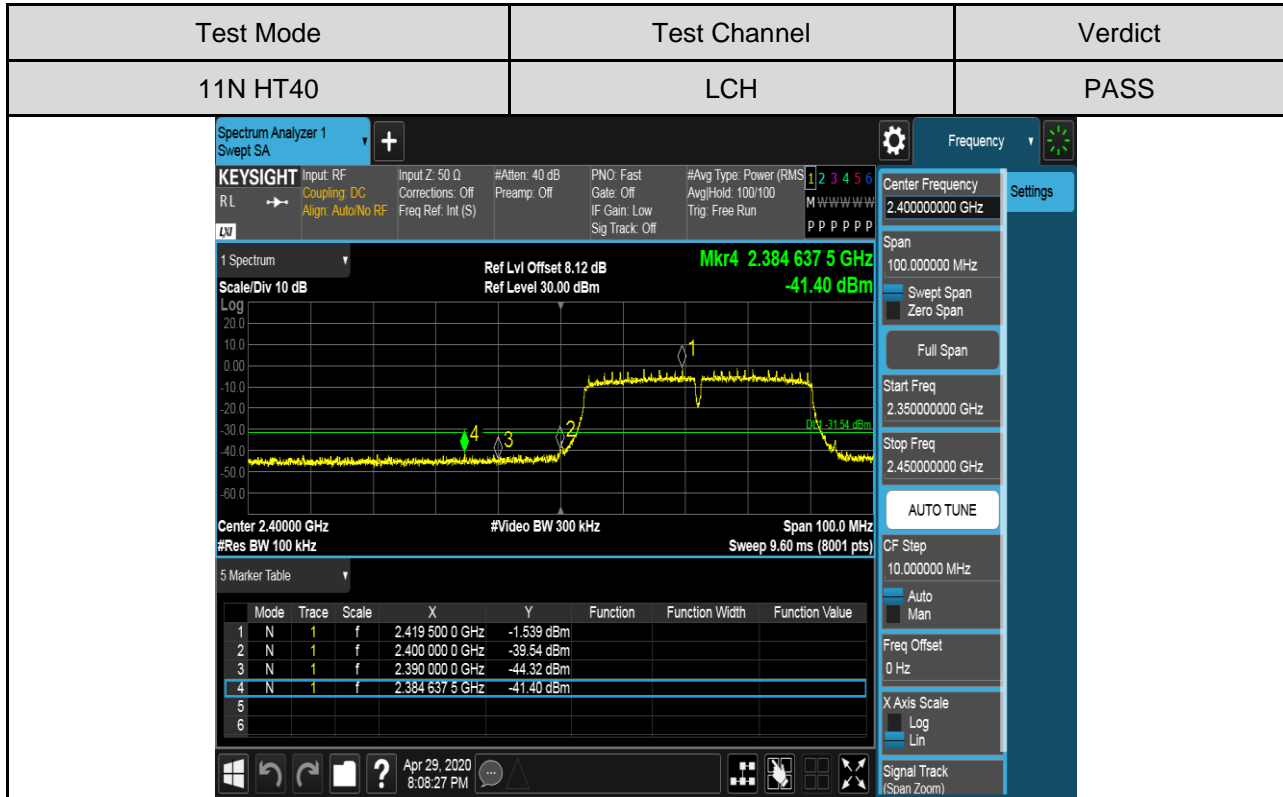 Test Mode Test Channel Verdict
11N HT40 LCH PASS
Spectrum Analyzer 1
Swept SA
Frequency
KEYSIGHT Input: RF Input Z: 50 Ω #Atten: 40 dB PNO: Fast #Avg Type: Power (RMS 1 2 3 4 5 6
RL Coupling: DC Corrections: Off Preamp: Off Gate: Off Avg|Hold: 100/100 M W W W W W
Align: Auto/No RF Freq Ref: Int (S) IF Gain: Low Trig: Free Run
LXI Sig Track: Off P P P P P P
Center Frequency
2.400000000 GHz
Settings
1 Spectrum
Ref Lvl Offset 8.12 dB Mkr4 2.384 637 5 GHz
Scale/Div 10 dB Ref Level 30.00 dBm -41.40 dBm
Log
20.0
10.0
0.00
-10.0
-20.0
-30.0
-40.0
-50.0
-60.0
1
2
3
4
DL1 -31.54 dBm
Center 2.40000 GHz #Video BW 300 kHz Span 100.0 MHz
#Res BW 100 kHz Sweep 9.60 ms (8001 pts)
Span
100.000000 MHz
Swept Span
Zero Span
Full Span
Start Freq
2.350000000 GHz
Stop Freq
2.450000000 GHz
AUTO TUNE
CF Step
10.000000 MHz
Auto
Man
Freq Offset
0 Hz
X Axis Scale
Log
Lin
Signal Track
(Span Zoom)
5 Marker Table
Mode Trace Scale X Y Function Function Width Function Value
1 N 1 f 2.419 500 0 GHz -1.539 dBm
2 N 1 f 2.400 000 0 GHz -39.54 dBm
3 N 1 f 2.390 000 0 GHz -44.32 dBm
4 N 1 f 2.384 637 5 GHz -41.40 dBm
5
6
?
Apr 29, 2020
8:08:27 PM